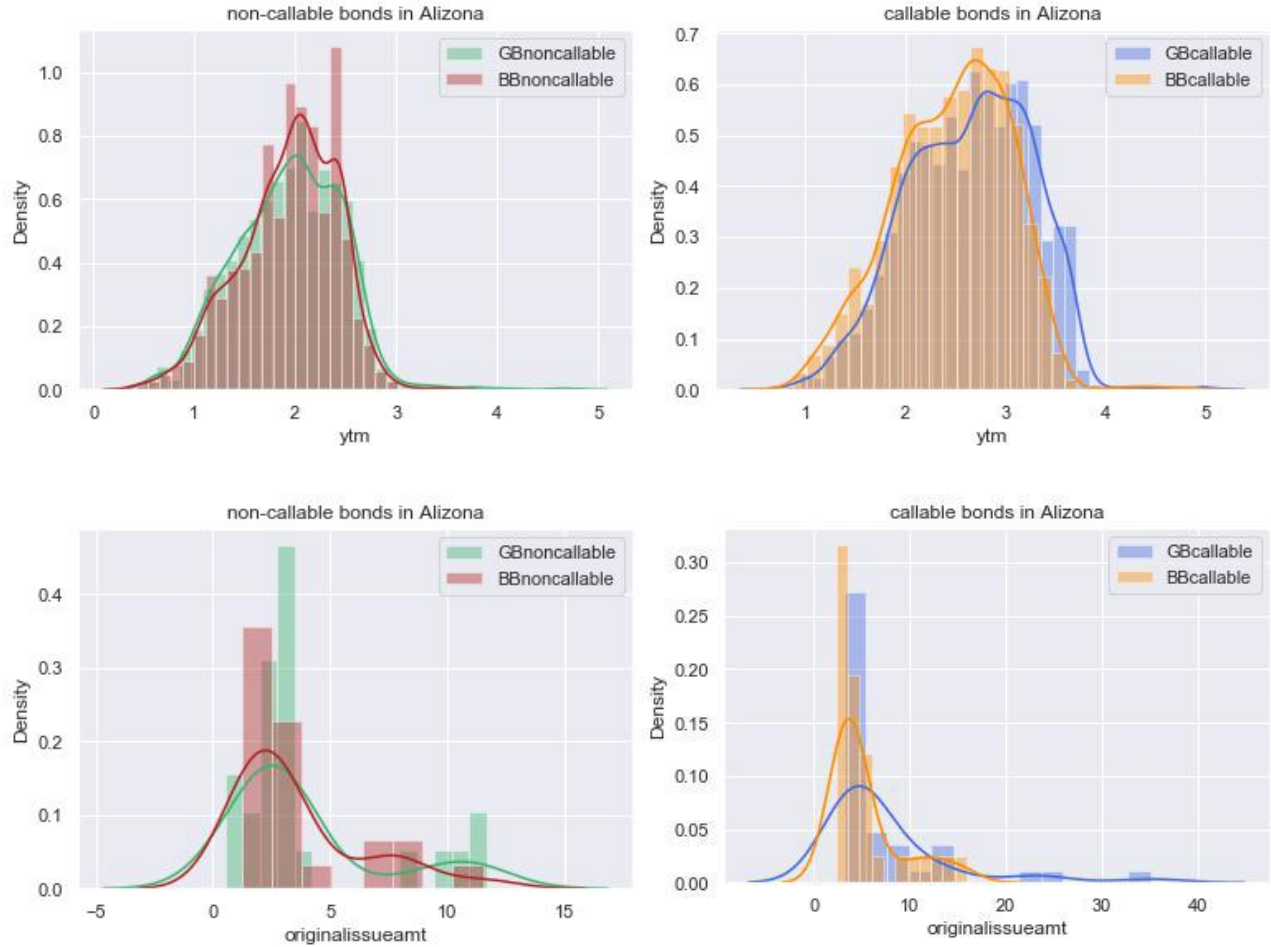 non-callable bonds in Alizona
GBnoncallable
BBnoncallable
1.0
0.8
0.6
0.4
0.2
0.0
Density
0
1
2
3
4
5
ytm
callable bonds in Alizona
GBcallable
BBcallable
0.7
0.6
0.5
0.4
0.3
0.2
0.1
0.0
Density
1
2
3
4
5
ytm
non-callable bonds in Alizona
GBnoncallable
BBnoncallable
0.4
0.3
0.2
0.1
0.0
Density
−5
0
5
10
15
originalissueamt
callable bonds in Alizona
GBcallable
BBcallable
0.30
0.25
0.20
0.15
0.10
0.05
0.00
Density
0
10
20
30
40
originalissueamt